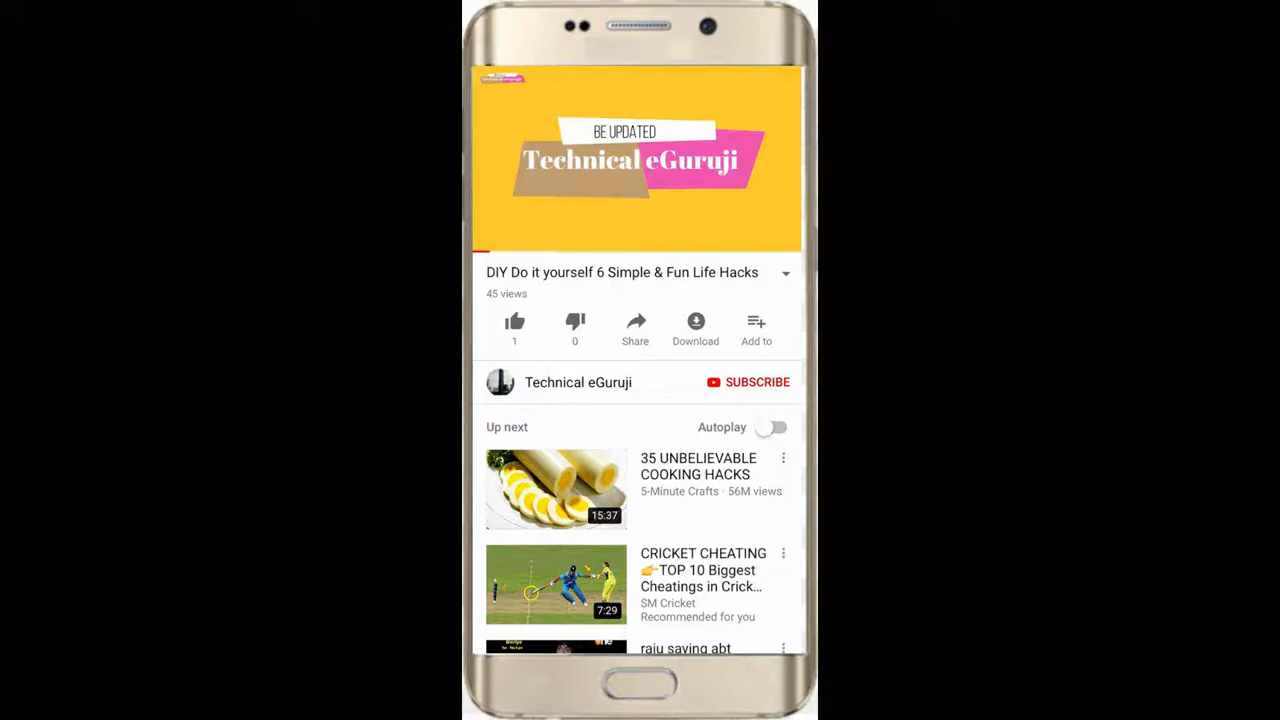 BE UPDATED
Technical eGuruji
DIY Do it yourself 6 Simple & Fun Life Hacks
45 views
1
0
Share
Download
Add to
Technical eGuruji
SUBSCRIBE
Up next
Autoplay
35 UNBELIEVABLE
COOKING HACKS
5-Minute Crafts · 56M views
15:37
CRICKET CHEATING
👉TOP 10 Biggest
Cheatings in Crick...
SM Cricket
Recommended for you
7:29
raju saying abt